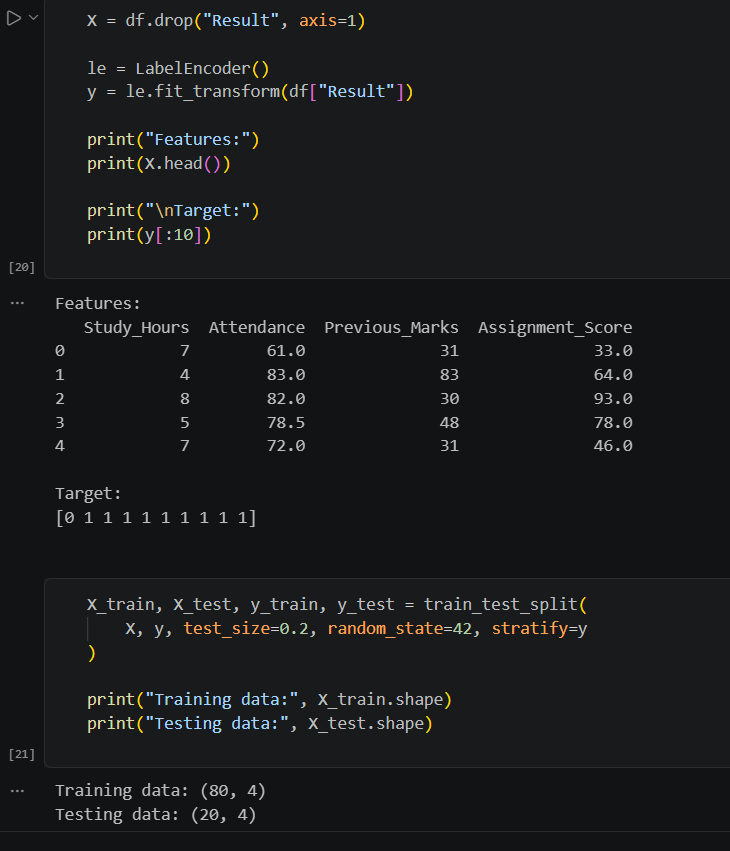 X = df.drop("Result", axis=1)
le = LabelEncoder()
y = le.fit_transform(df["Result"])
print("Features:")
print(X.head())
print("\nTarget:")
print(y[:10])
[20]
... Features:
   Study_Hours  Attendance  Previous_Marks  Assignment_Score
0            7        61.0              31              33.0
1            4        83.0              83              64.0
2            8        82.0              30              93.0
3            5        78.5              48              78.0
4            7        72.0              31              46.0
Target:
[0 1 1 1 1 1 1 1 1 1]
X_train, X_test, y_train, y_test = train_test_split(
    X, y, test_size=0.2, random_state=42, stratify=y
)
print("Training data:", X_train.shape)
print("Testing data:", X_test.shape)
[21]
... Training data: (80, 4)
Testing data: (20, 4)